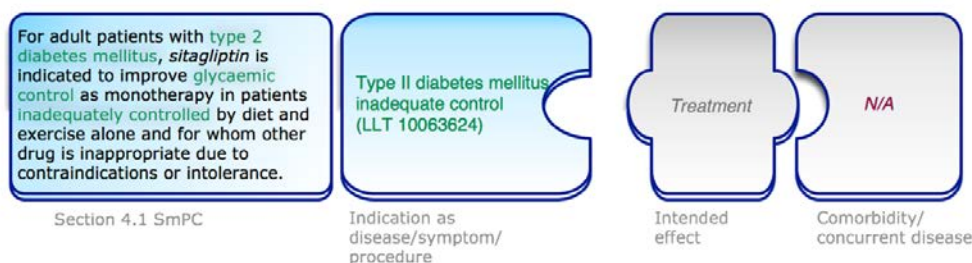 For adult patients with type 2
diabetes mellitus, sitagliptin is
indicated to improve glycaemic
control as monotherapy in patients
inadequately controlled by diet and
exercise alone and for whom other
drug is inappropriate due to
contraindications or intolerance.
Section 4.1 SmPC
Type II diabetes mellitus
inadequate control
(LLT 10063624)
Indication as
disease/symptom/
procedure
Treatment
Intended
effect
N/A
Comorbidity/
concurrent disease